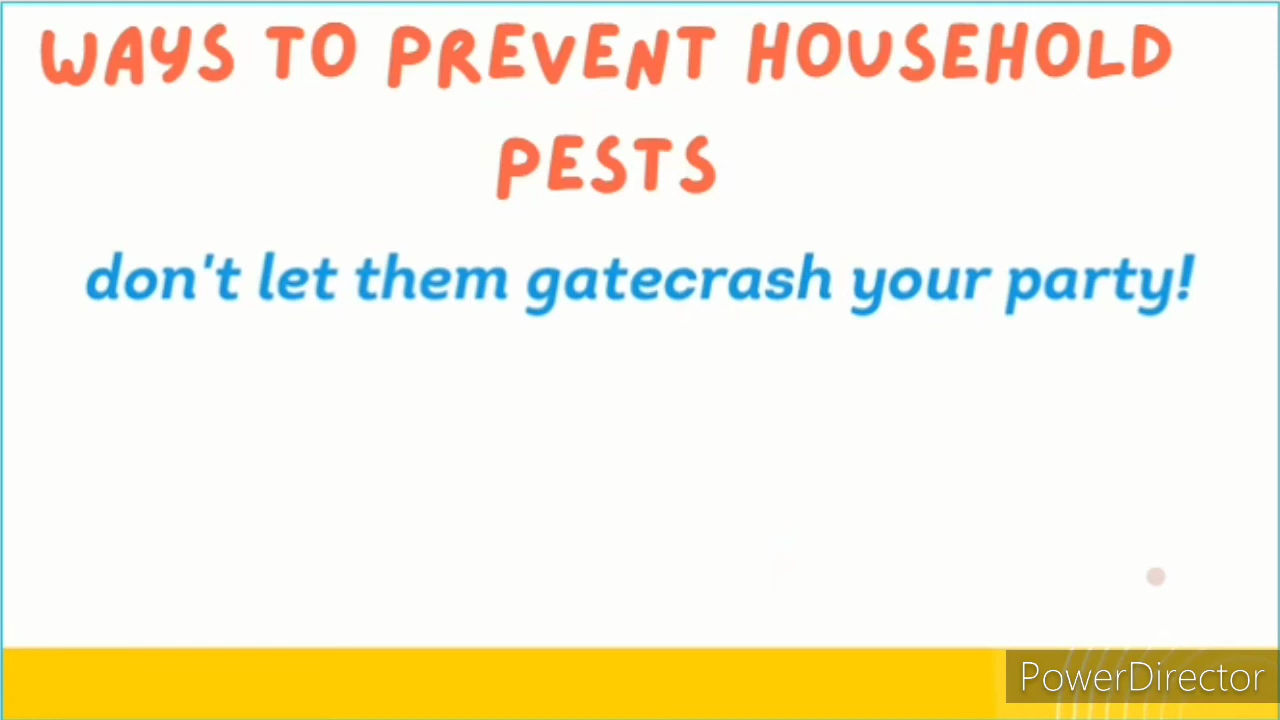 WAYS TO PREVENT HOUSEHOLD
PESTS
don't let them gatecrash your party!
PowerDirector